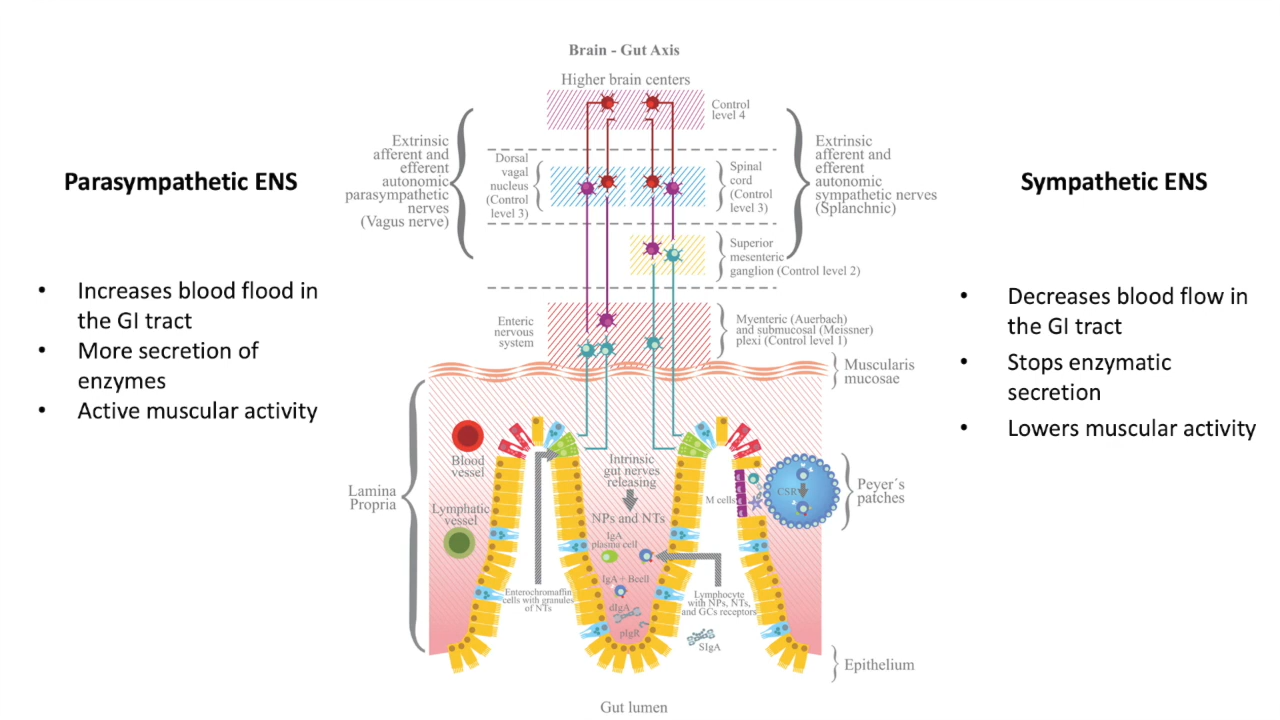 Brain - Gut Axis
Higher brain centers
Control
level 4
Extrinsic
afferent and
efferent
autonomic
parasympathetic
nerves
(Vagus nerve)
Dorsal
vagal
nucleus
(Control
level 3)
Spinal
cord
(Control
level 3)
Extrinsic
afferent and
efferent
autonomic
sympathetic nerves
(Splanchnic)
Parasympathetic ENS
Sympathetic ENS
Superior
mesenteric
ganglion (Control level 2)
• Increases blood flood in
the GI tract
• More secretion of
enzymes
• Active muscular activity
• Decreases blood flow in
the GI tract
• Stops enzymatic
secretion
• Lowers muscular activity
Enteric
nervous
system
Myenteric (Auerbach)
and submucosal (Meissner)
plexi (Control level 1)
Muscularis
mucosae
Blood
vessel
Intrinsic
gut nerves
releasing
NPs and NTs
M cells
CSR
Peyer´s
patches
Lamina
Propria
Lymphatic
vessel
IgA
plasma cell
IgA + Bcell
dIgA
pIgR
Enterochromaffin
cells with granules
of NTs
Lymphocyte
with NPs, NTs,
and GCs receptors
SIgA
Epithelium
Gut lumen